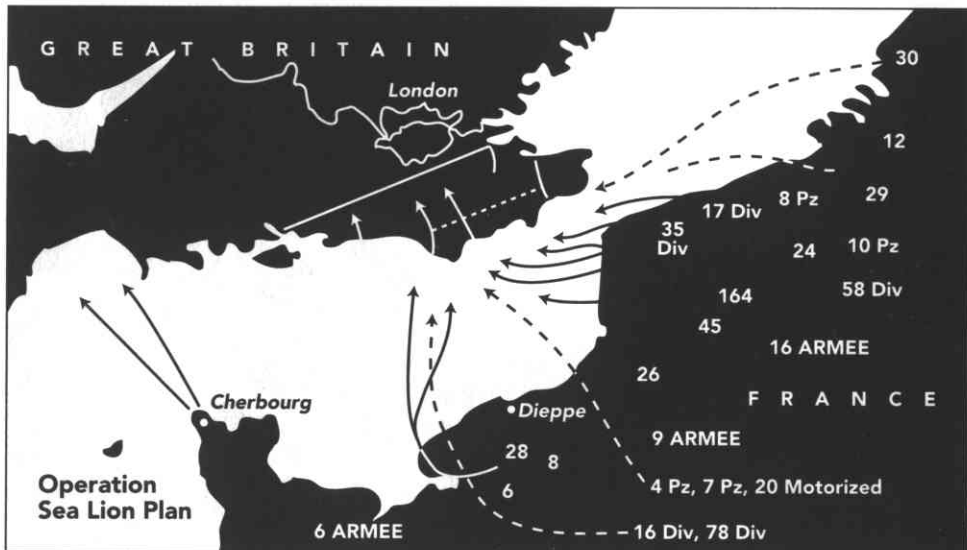 GREAT BRITAIN
London
30
12
29
8 Pz
17 Div
35
Div
24
10 Pz
58 Div
164
45
16 ARMEE
26
FRANCE
Cherbourg
Dieppe
9 ARMEE
28
8
6
4 Pz, 7 Pz, 20 Motorized
16 Div, 78 Div
6 ARMEE
Operation
Sea Lion Plan